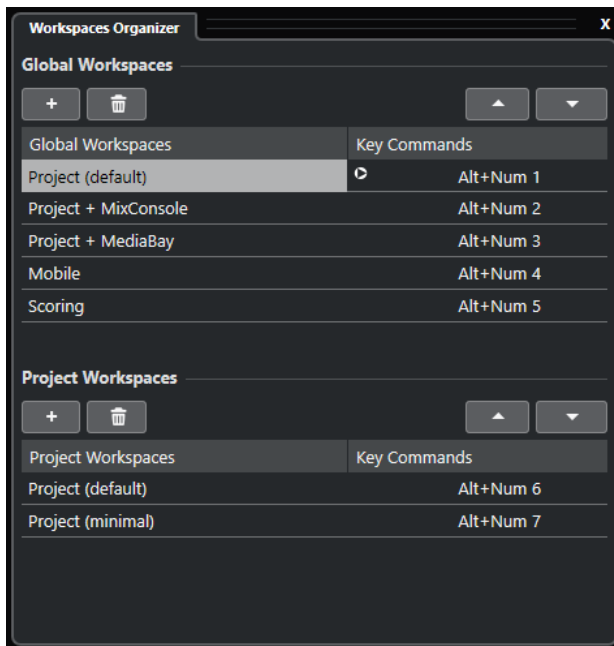 Workspaces Organizer X
Global Workspaces
+
Global Workspaces Key Commands
Project (default) Alt+Num 1
Project + MixConsole Alt+Num 2
Project + MediaBay Alt+Num 3
Mobile Alt+Num 4
Scoring Alt+Num 5
Project Workspaces
+
Project Workspaces Key Commands
Project (default) Alt+Num 6
Project (minimal) Alt+Num 7